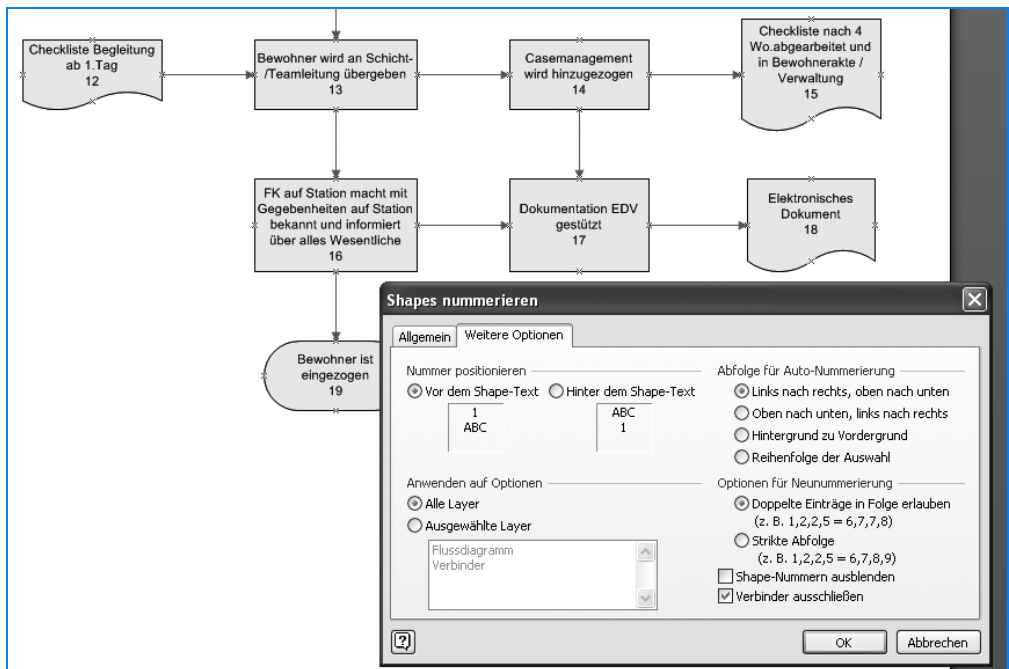 Checkliste Begleitung
ab 1.Tag
12
Bewohner wird an Schicht-
/Teamleitung übergeben
13
Casemanagement
wird hinzugezogen
14
Checkliste nach 4
Wo.abgearbeitet und
in Bewohnerakte /
Verwaltung
15
FK auf Station macht mit
Gegebenheiten auf Station
bekannt und informiert
über alles Wesentliche
16
Dokumentation EDV
gestützt
17
Elektronisches
Dokument
18
Bewohner ist
eingezogen
19
Shapes nummerieren
Allgemein
Weitere Optionen
Nummer positionieren
Vor dem Shape-Text
Hinter dem Shape-Text
1
ABC
ABC
1
Anwenden auf Optionen
Alle Layer
Ausgewählte Layer
Flussdiagramm
Verbinder
Abfolge für Auto-Nummerierung
Links nach rechts, oben nach unten
Oben nach unten, links nach rechts
Hintergrund zu Vordergrund
Reihenfolge der Auswahl
Optionen für Neunummerierung
Doppelte Einträge in Folge erlauben
(z. B. 1,2,2,5 = 6,7,7,8)
Strikte Abfolge
(z. B. 1,2,2,5 = 6,7,8,9)
Shape-Nummern ausblenden
Verbinder ausschließen
?
OK
Abbrechen